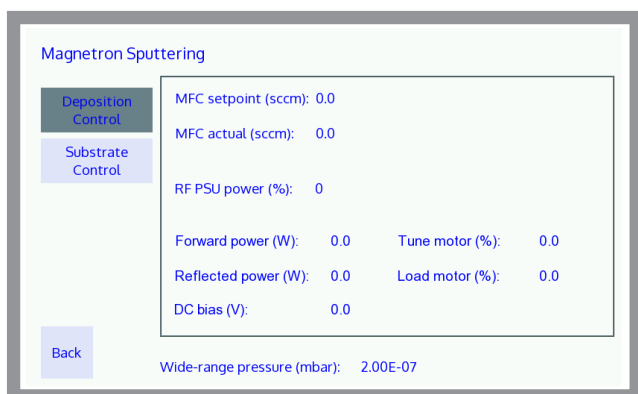 Magnetron Sputtering
Deposition
Control
Substrate
Control
Back
MFC setpoint (sccm): 0.0
MFC actual (sccm): 0.0
RF PSU power (%): 0
Forward power (W): 0.0 Tune motor (%): 0.0
Reflected power (W): 0.0 Load motor (%): 0.0
DC bias (V): 0.0
Wide-range pressure (mbar): 2.00E-07